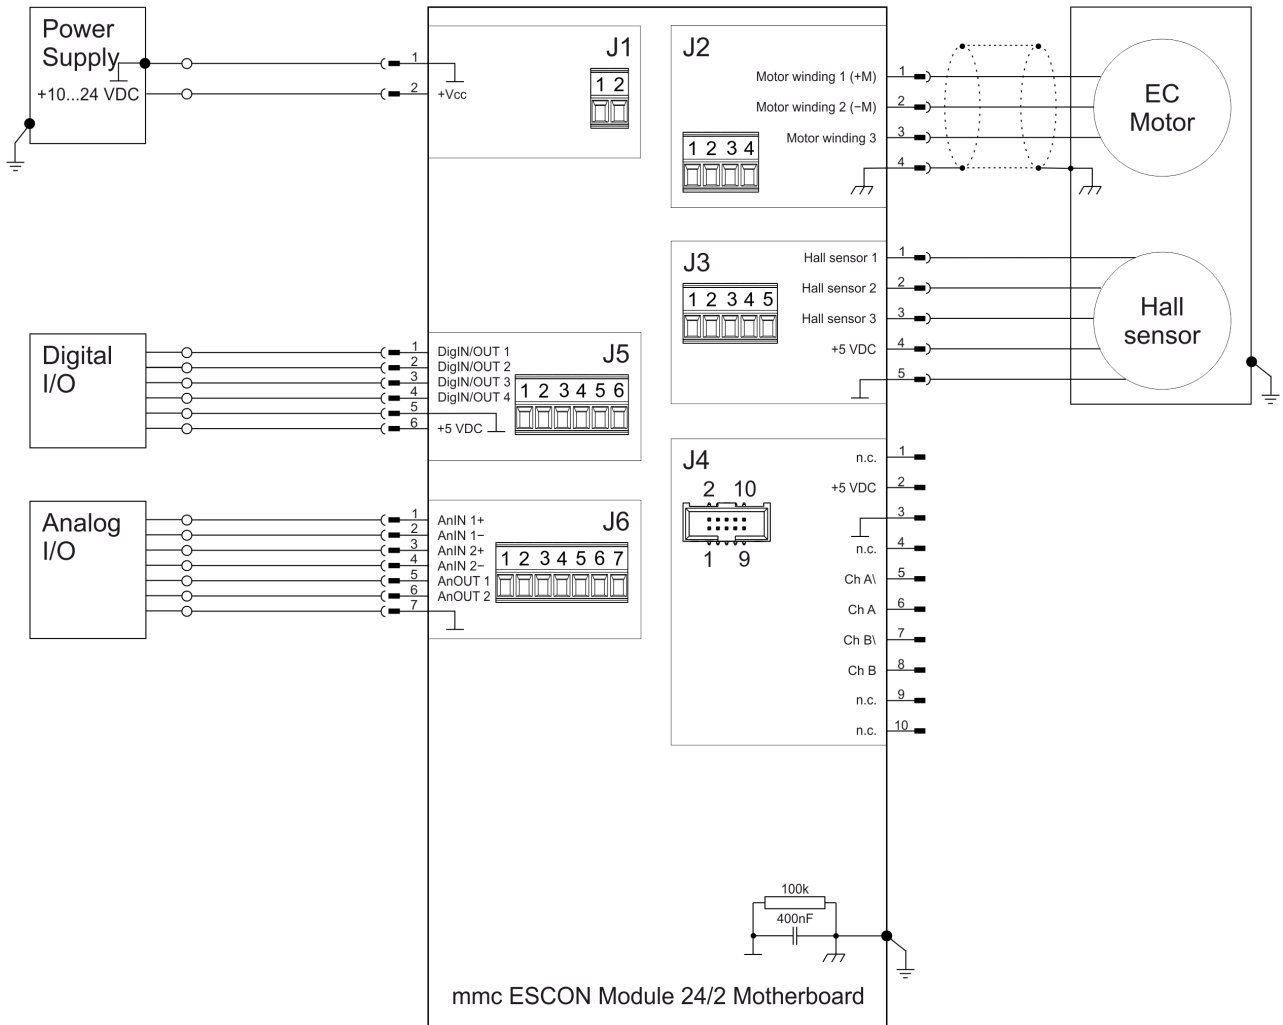 Power
Supply
+10...24 VDC
1
2
+Vcc
J1
1 2
J2
1 2 3 4
Motor winding 1 (+M)
1
Motor winding 2 (−M)
2
Motor winding 3
3
4
EC
Motor
J3
1 2 3 4 5
Hall sensor 1
1
Hall sensor 2
2
Hall sensor 3
3
+5 VDC
4
5
Hall
sensor
Digital
I/O
1
DigIN/OUT 1
2
DigIN/OUT 2
3
DigIN/OUT 3
4
DigIN/OUT 4
5
6
+5 VDC
J5
1 2 3 4 5 6
Analog
I/O
1
AnIN 1+
2
AnIN 1−
3
AnIN 2+
4
AnIN 2−
5
AnOUT 1
6
AnOUT 2
7
J6
1 2 3 4 5 6 7
J4
2 10
1 9
n.c.
1
+5 VDC
2
3
n.c.
4
Ch A\
5
Ch A
6
Ch B\
7
Ch B
8
n.c.
9
n.c.
10
100k
400nF
mmc ESCON Module 24/2 Motherboard